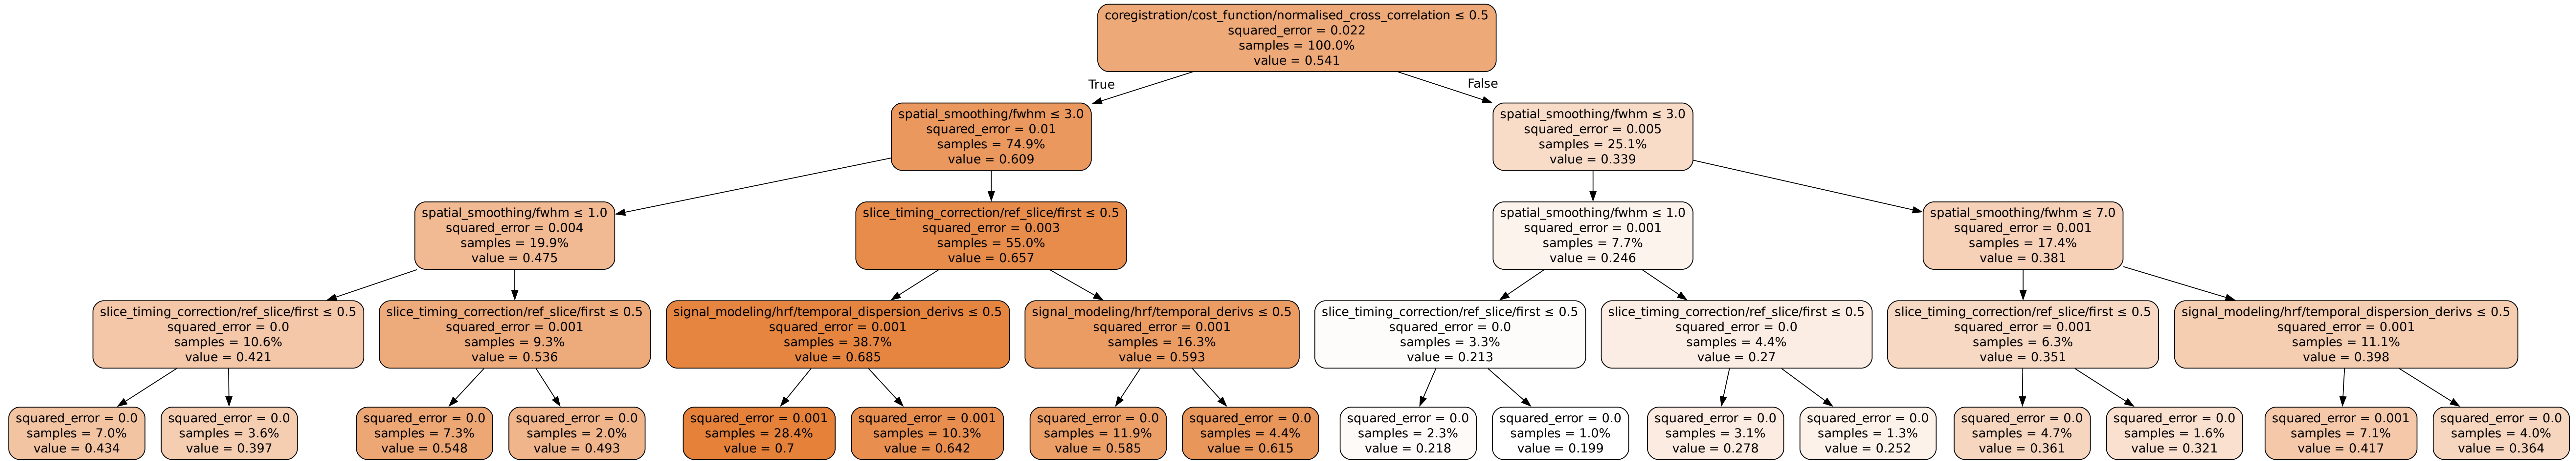 coregistration/cost_function/normalised_cross_correlation ≤ 0.5
squared_error = 0.022
samples = 100.0%
value = 0.541
True
False
spatial_smoothing/fwhm ≤ 3.0
squared_error = 0.01
samples = 74.9%
value = 0.609
spatial_smoothing/fwhm ≤ 3.0
squared_error = 0.005
samples = 25.1%
value = 0.339
spatial_smoothing/fwhm ≤ 1.0
squared_error = 0.004
samples = 19.9%
value = 0.475
slice_timing_correction/ref_slice/first ≤ 0.5
squared_error = 0.003
samples = 55.0%
value = 0.657
spatial_smoothing/fwhm ≤ 1.0
squared_error = 0.001
samples = 7.7%
value = 0.246
spatial_smoothing/fwhm ≤ 7.0
squared_error = 0.001
samples = 17.4%
value = 0.381
slice_timing_correction/ref_slice/first ≤ 0.5
squared_error = 0.0
samples = 10.6%
value = 0.421
slice_timing_correction/ref_slice/first ≤ 0.5
squared_error = 0.001
samples = 9.3%
value = 0.536
signal_modeling/hrf/temporal_dispersion_derivs ≤ 0.5
squared_error = 0.001
samples = 38.7%
value = 0.685
signal_modeling/hrf/temporal_derivs ≤ 0.5
squared_error = 0.001
samples = 16.3%
value = 0.593
slice_timing_correction/ref_slice/first ≤ 0.5
squared_error = 0.0
samples = 3.3%
value = 0.213
slice_timing_correction/ref_slice/first ≤ 0.5
squared_error = 0.0
samples = 4.4%
value = 0.27
slice_timing_correction/ref_slice/first ≤ 0.5
squared_error = 0.001
samples = 6.3%
value = 0.351
signal_modeling/hrf/temporal_dispersion_derivs ≤ 0.5
squared_error = 0.001
samples = 11.1%
value = 0.398
squared_error = 0.0
samples = 7.0%
value = 0.434
squared_error = 0.0
samples = 3.6%
value = 0.397
squared_error = 0.0
samples = 7.3%
value = 0.548
squared_error = 0.0
samples = 2.0%
value = 0.493
squared_error = 0.001
samples = 28.4%
value = 0.7
squared_error = 0.001
samples = 10.3%
value = 0.642
squared_error = 0.0
samples = 11.9%
value = 0.585
squared_error = 0.0
samples = 4.4%
value = 0.615
squared_error = 0.0
samples = 2.3%
value = 0.218
squared_error = 0.0
samples = 1.0%
value = 0.199
squared_error = 0.0
samples = 3.1%
value = 0.278
squared_error = 0.0
samples = 1.3%
value = 0.252
squared_error = 0.0
samples = 4.7%
value = 0.361
squared_error = 0.0
samples = 1.6%
value = 0.321
squared_error = 0.001
samples = 7.1%
value = 0.417
squared_error = 0.0
samples = 4.0%
value = 0.364